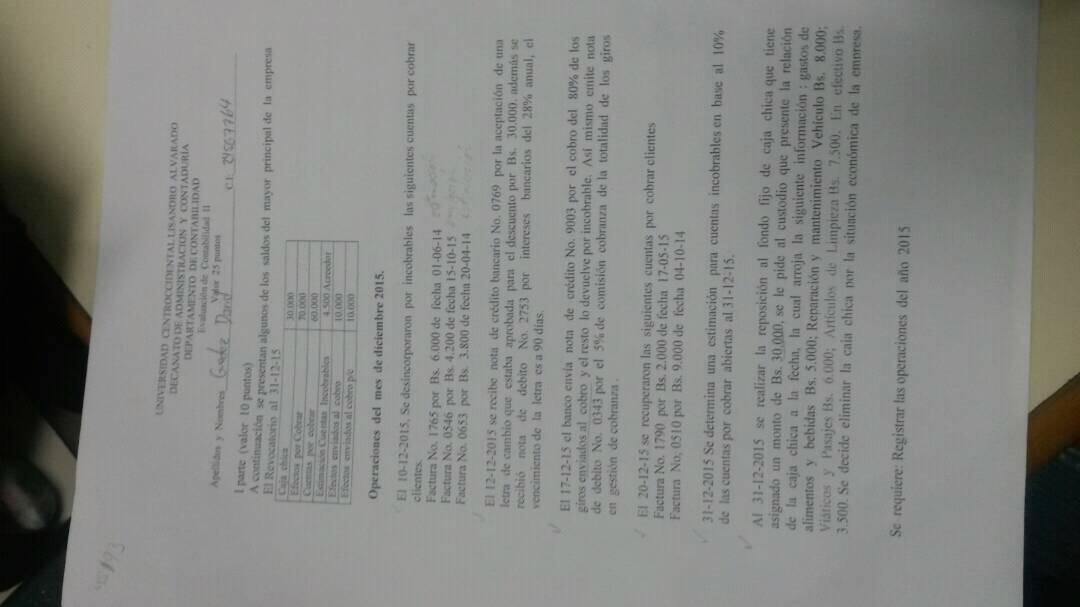 UNIVERSIDAD CENTROCCIDENTAL LISANDRO ALVARADO
DECANATO DE ADMINISTRACION Y CONTADURÍA
DEPARTAMENTO DE CONTABILIDAD
Evaluación de Contabilidad II
Apellidos y Nombres David Valor 25 puntos C.I.
1 parte (valor 10 puntos)
A continuación se presentan algunos de los saldos del mayor principal de la empresa
El Revocatorio al 31-12-15
Caja chica 30.000
Efectos por Cobrar 70.000
Cuentas por cobrar 60.000
Estimación Cuentas Incobrables 4.500 Acreedor
Efectos enviados al cobro 10.000
Efectos enviados al cobro p/c 10.000
Operaciones del mes de diciembre 2015.
El 10-12-2015, Se desincorporaron por incobrables las siguientes cuentas por cobrar
clientes.
Factura No. 1765 por Bs. 6.000 de fecha 01-06-14
Factura No. 0546 por Bs. 4.200 de fecha 15-10-15
Factura No. 0653 por Bs. 3.800 de fecha 20-04-14
El 12-12-2015 se recibe nota de crédito bancario No. 0769 por la aceptación de una
letra de cambio que estaba aprobada para el descuento por Bs. 30.000. además se
recibió nota de debito No. 2753 por intereses bancarios del 28% anual, el
vencimiento de la letra es a 90 días.
El 17-12-15 el banco envía nota de crédito No. 9003 por el cobro del 80% de los
giros enviados al cobro y el resto lo devuelve por incobrable. Así mismo emite nota
de debito No. 0343 por el 5% de comisión cobranza de la totalidad de los giros
en gestión de cobranza.
El 20-12-15 se recuperaron las siguientes cuentas por cobrar clientes
Factura No. 1790 por Bs. 2.000 de fecha 17-05-15
Factura No; 0510 por Bs. 9.000 de fecha 04-10-14
31-12-2015 Se determina una estimación para cuentas incobrables en base al 10%
de las cuentas por cobrar abiertas al 31-12-15.
Al 31-12-2015 se realizar la reposición al fondo fijo de caja chica que tiene
asignado un monto de Bs. 30.000, se le pide al custodio que presente la relación
de la caja chica a la fecha, la cual arroja la siguiente información : gastos de
alimentos y bebidas Bs. 5.000; Reparación y mantenimiento Vehículo Bs. 8.000;
Viáticos y Pasajes Bs. 6.000; Artículos de Limpieza Bs. 7.500. En efectivo Bs.
3.500. Se decide eliminar la caja chica por la situación económica de la empresa.
Se requiere: Registrar las operaciones del año 2015